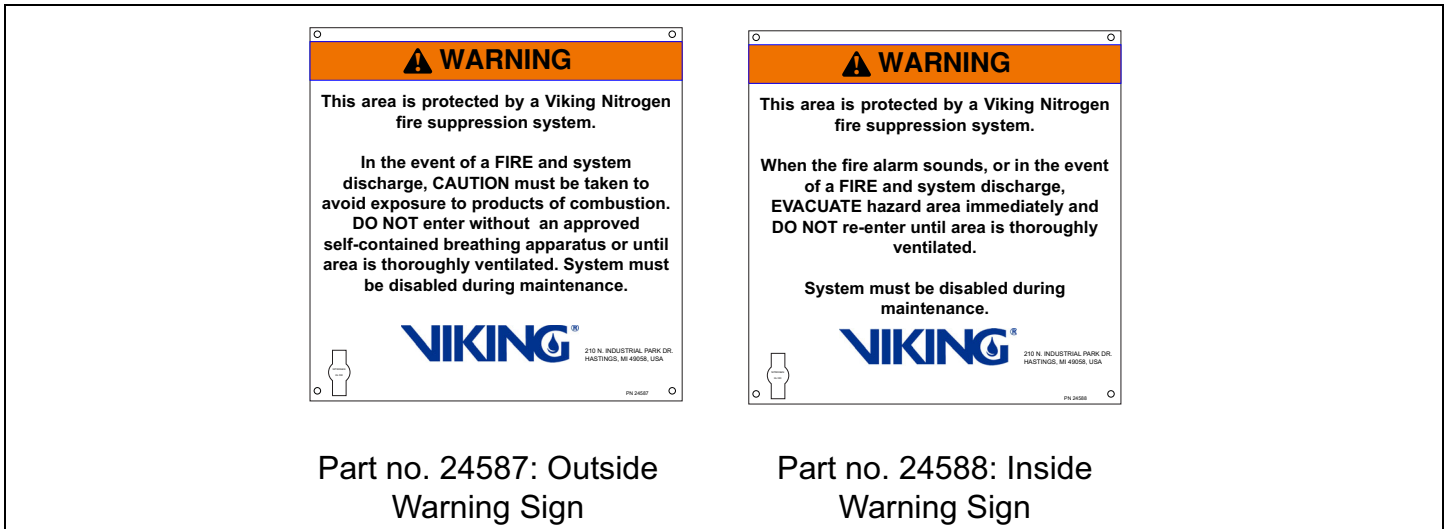 WARNING
This area is protected by a Viking Nitrogen
fire suppression system.
In the event of a FIRE and system
discharge, CAUTION must be taken to
avoid exposure to products of combustion.
DO NOT enter without an approved
self-contained breathing apparatus or until
area is thoroughly ventilated. System must
be disabled during maintenance.
VIKING®
210 N. INDUSTRIAL PARK DR.
HASTINGS, MI 49058, USA
PN 24587
Part no. 24587: Outside
Warning Sign
WARNING
This area is protected by a Viking Nitrogen
fire suppression system.
When the fire alarm sounds, or in the event
of a FIRE and system discharge,
EVACUATE hazard area immediately and
DO NOT re-enter until area is thoroughly
ventilated.
System must be disabled during
maintenance.
VIKING®
210 N. INDUSTRIAL PARK DR.
HASTINGS, MI 49058, USA
PN 24588
Part no. 24588: Inside
Warning Sign